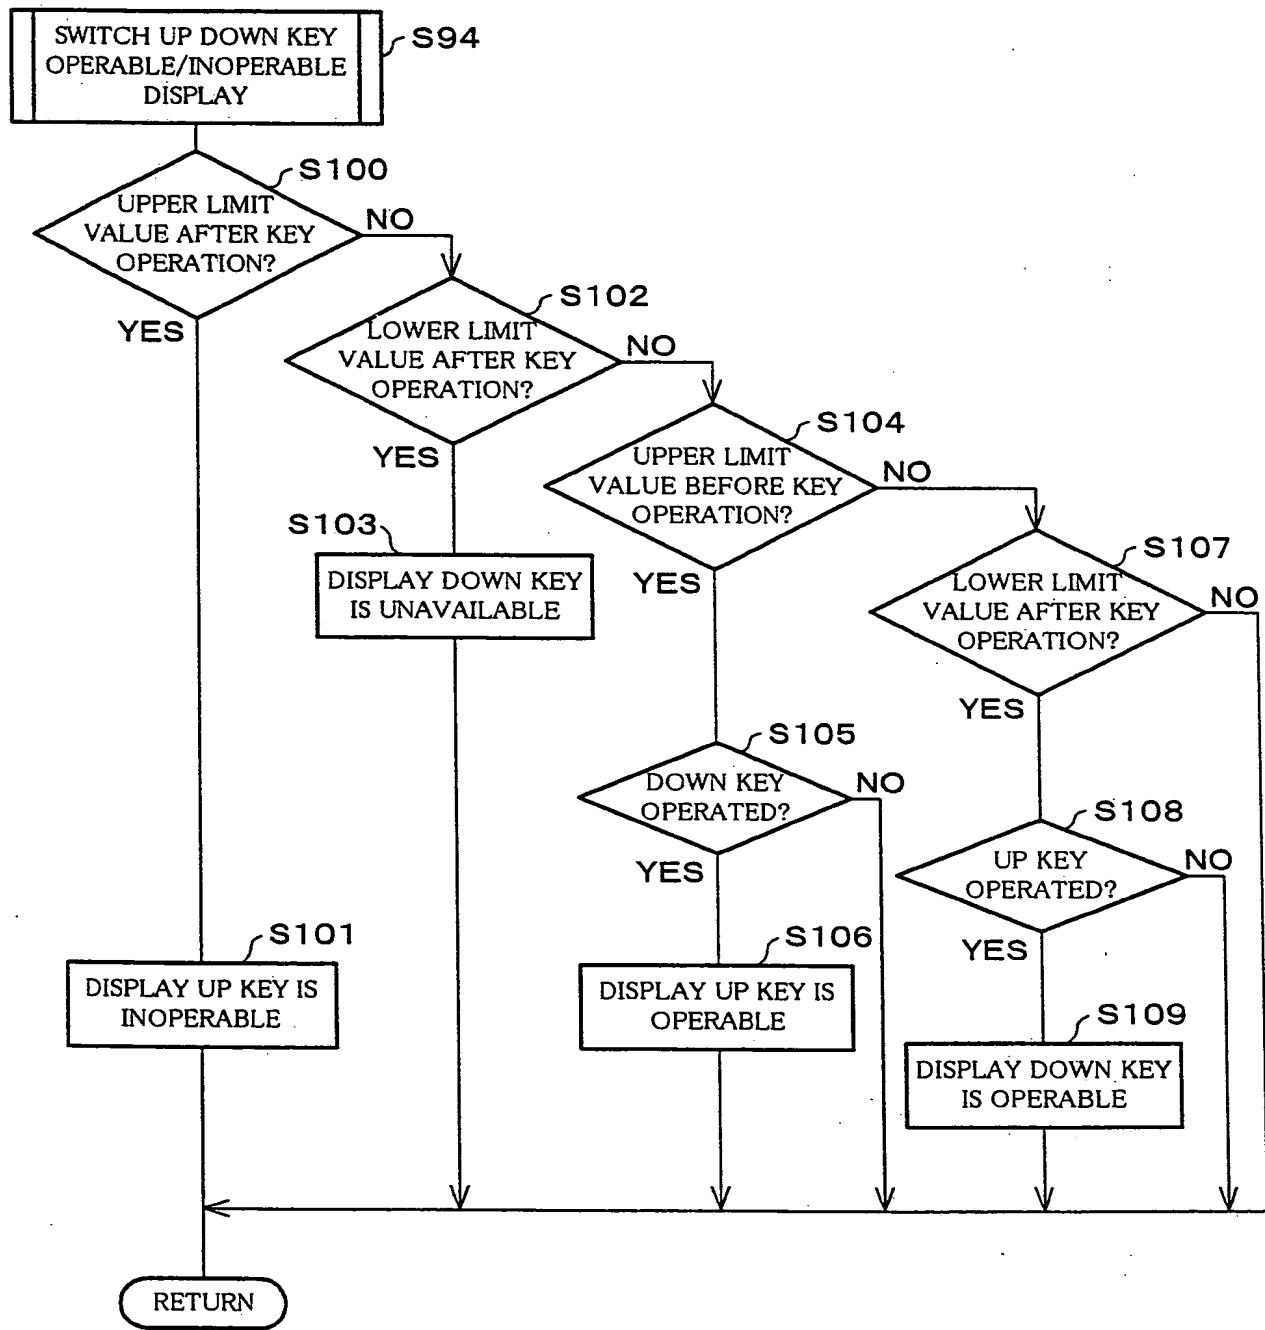 SWITCH UP DOWN KEY
OPERABLE/INOPERABLE
DISPLAY
S94
S100
UPPER LIMIT
VALUE AFTER KEY
OPERATION?
NO
YES
S102
LOWER LIMIT
VALUE AFTER KEY
OPERATION?
NO
YES
S103
DISPLAY DOWN KEY
IS UNAVAILABLE
S104
UPPER LIMIT
VALUE BEFORE KEY
OPERATION?
NO
YES
S107
LOWER LIMIT
VALUE AFTER KEY
OPERATION?
NO
YES
S105
DOWN KEY
OPERATED?
NO
YES
S108
UP KEY
OPERATED?
NO
YES
S101
DISPLAY UP KEY IS
INOPERABLE
S106
DISPLAY UP KEY IS
OPERABLE
S109
DISPLAY DOWN KEY
IS OPERABLE
RETURN